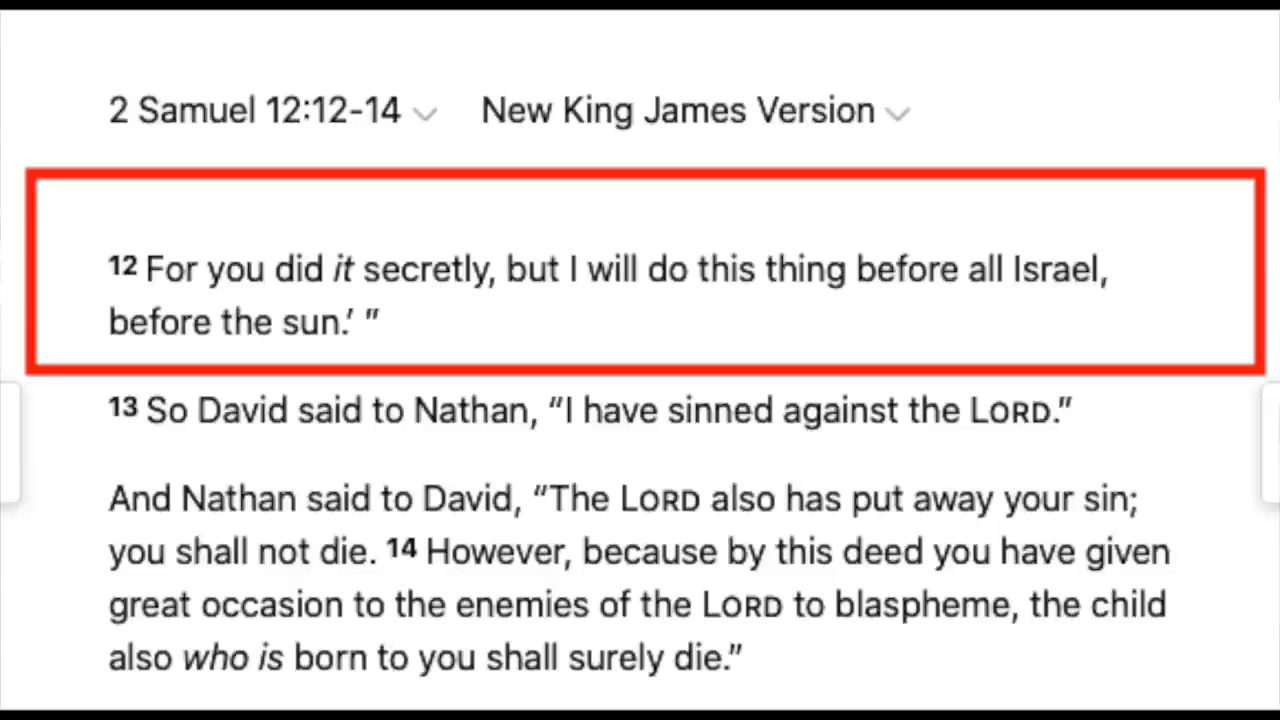 2 Samuel 12:12-14 New King James Version
12 For you did it secretly, but I will do this thing before all Israel,
before the sun.’ ”
13 So David said to Nathan, “I have sinned against the LORD.”
And Nathan said to David, “The LORD also has put away your sin;
you shall not die. 14 However, because by this deed you have given
great occasion to the enemies of the LORD to blaspheme, the child
also who is born to you shall surely die.”